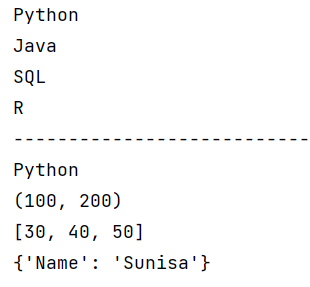 Python
Java
SQL
R
---------------------------
Python
(100, 200)
[30, 40, 50]
{'Name': 'Sunisa'}